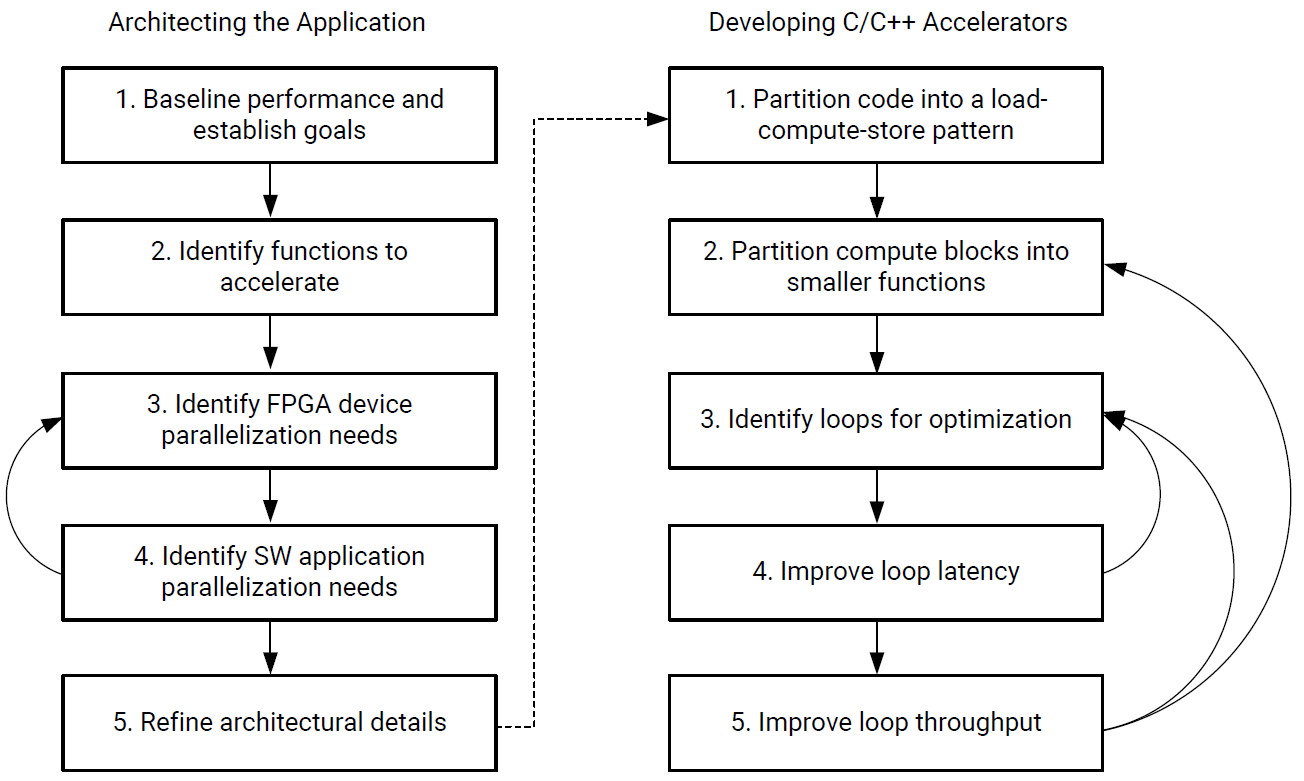 Architecting the Application
1. Baseline performance and
establish goals
2. Identify functions to
accelerate
3. Identify FPGA device
parallelization needs
4. Identify SW application
parallelization needs
5. Refine architectural details
Developing C/C++ Accelerators
1. Partition code into a load-
compute-store pattern
2. Partition compute blocks into
smaller functions
3. Identify loops for optimization
4. Improve loop latency
5. Improve loop throughput